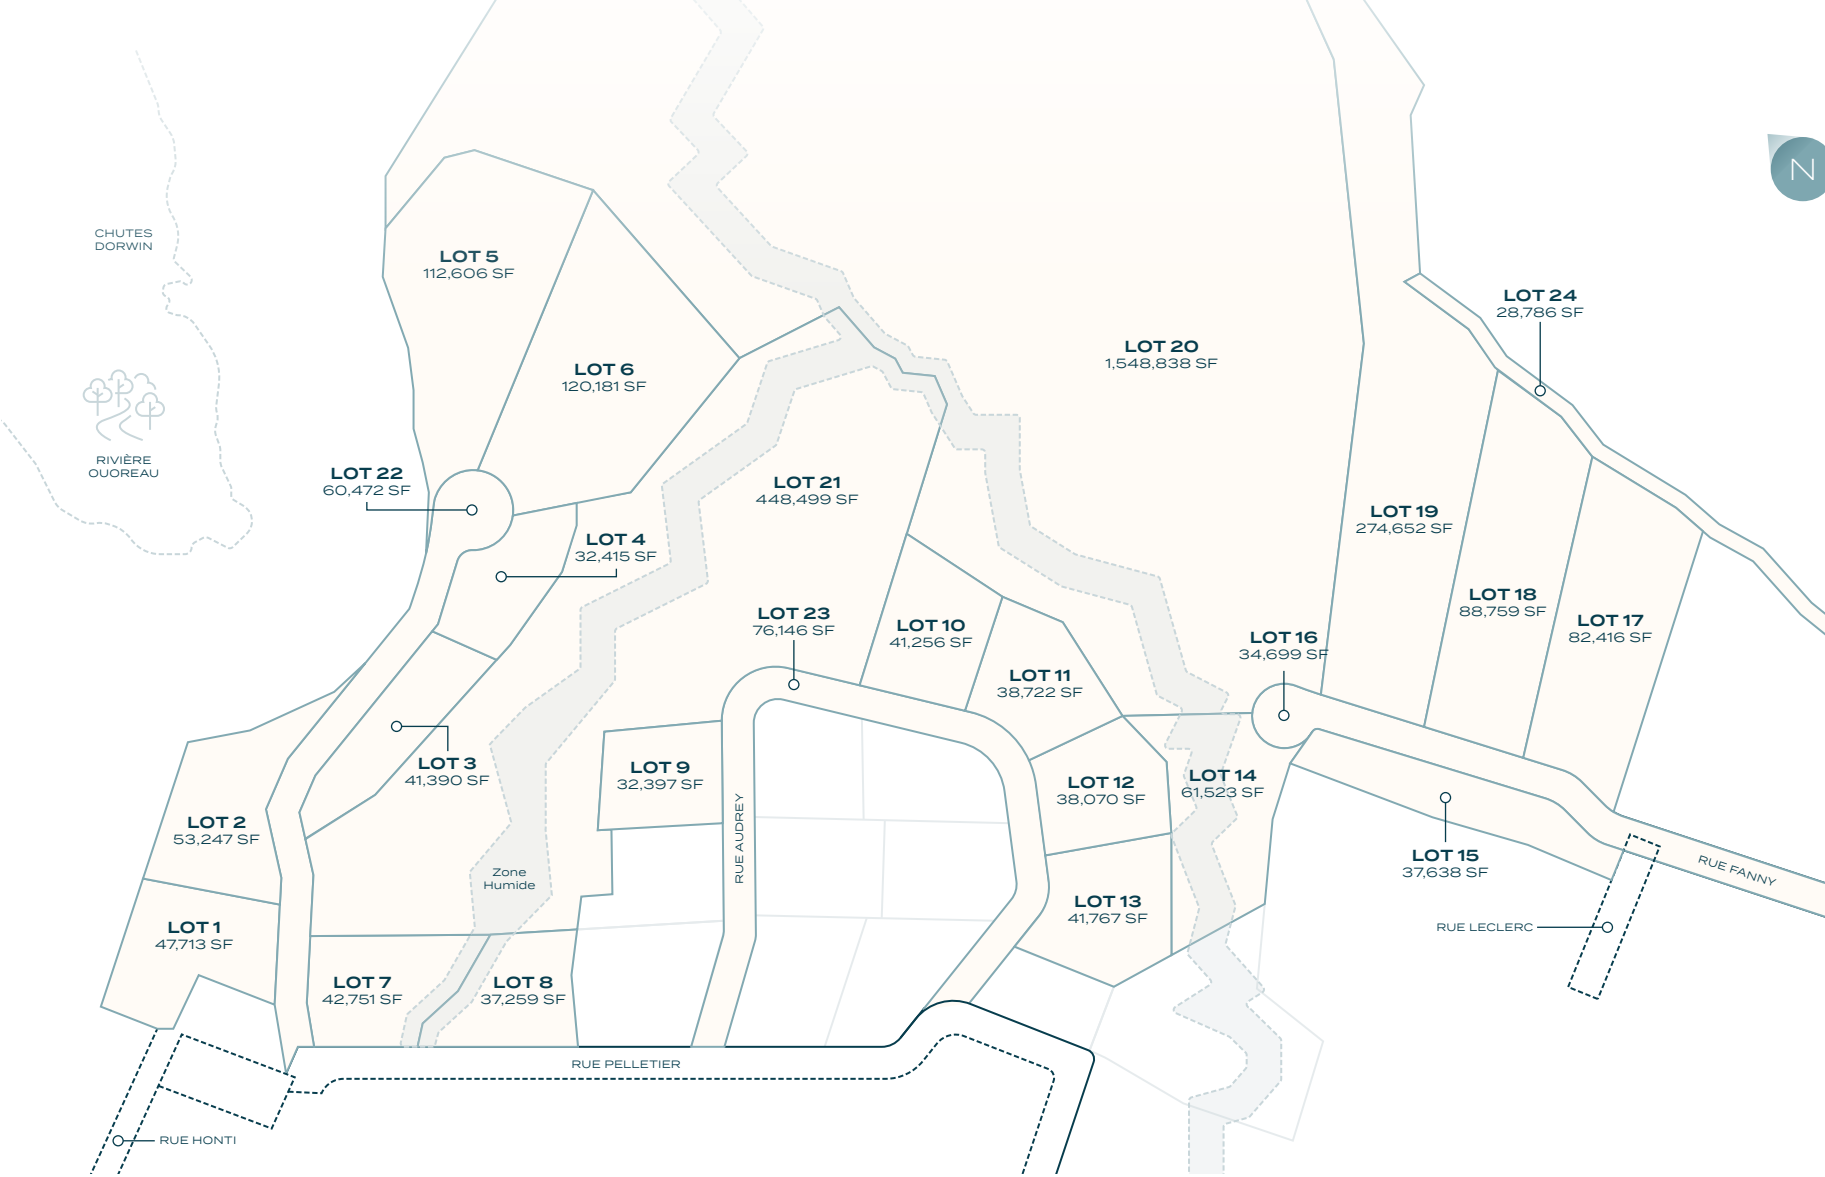 N
CHUTES
DORWIN
LOT 5
112,606 SF
LOT 24
28,786 SF
LOT 20
1,548,838 SF
LOT 6
120,181 SF
RIVIÈRE
OUOREAU
LOT 22
60,472 SF
LOT 21
448,499 SF
LOT 19
274,652 SF
LOT 4
32,415 SF
LOT 18
88,759 SF
LOT 23
76,146 SF
LOT 10
41,256 SF
LOT 17
82,416 SF
LOT 16
34,699 SF
LOT 11
38,722 SF
LOT 3
41,390 SF
LOT 9
32,397 SF
LOT 12
38,070 SF
LOT 14
61,523 SF
LOT 2
53,247 SF
RUE AUDREY
LOT 15
37,638 SF
RUE FANNY
Zone
Humide
LOT 13
41,767 SF
LOT 1
47,713 SF
RUE LECLERC
LOT 7
42,751 SF
LOT 8
37,259 SF
RUE PELLETIER
RUE HONTI